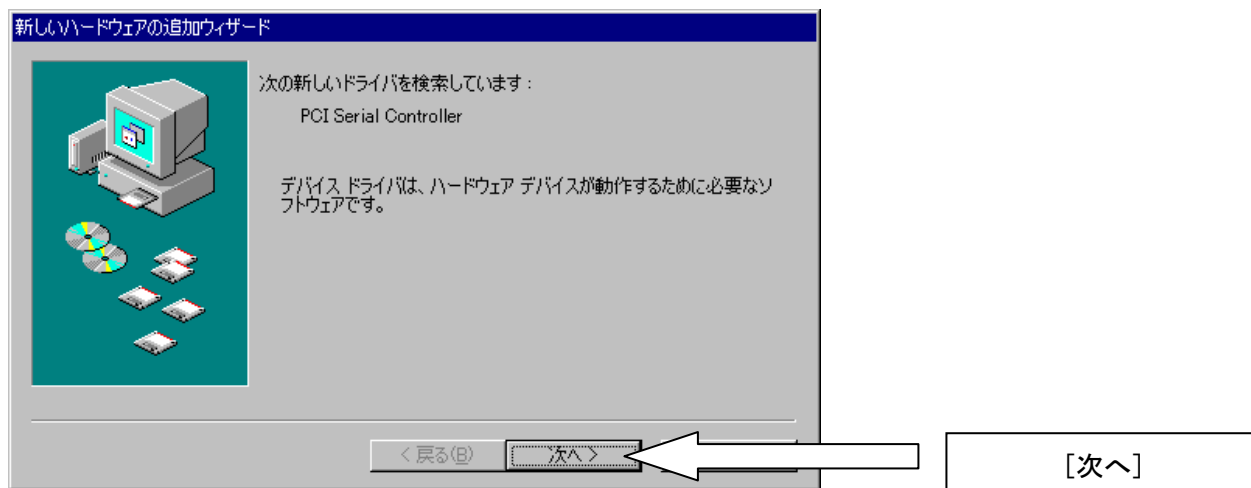 新しいハードウェアの追加ウィザード
次の新しいドライバを検索しています：
PCI Serial Controller
デバイス ドライバは、ハードウェア デバイスが動作するために必要なソ
フトウェアです。
< 戻る(B)
次へ >
[次へ]